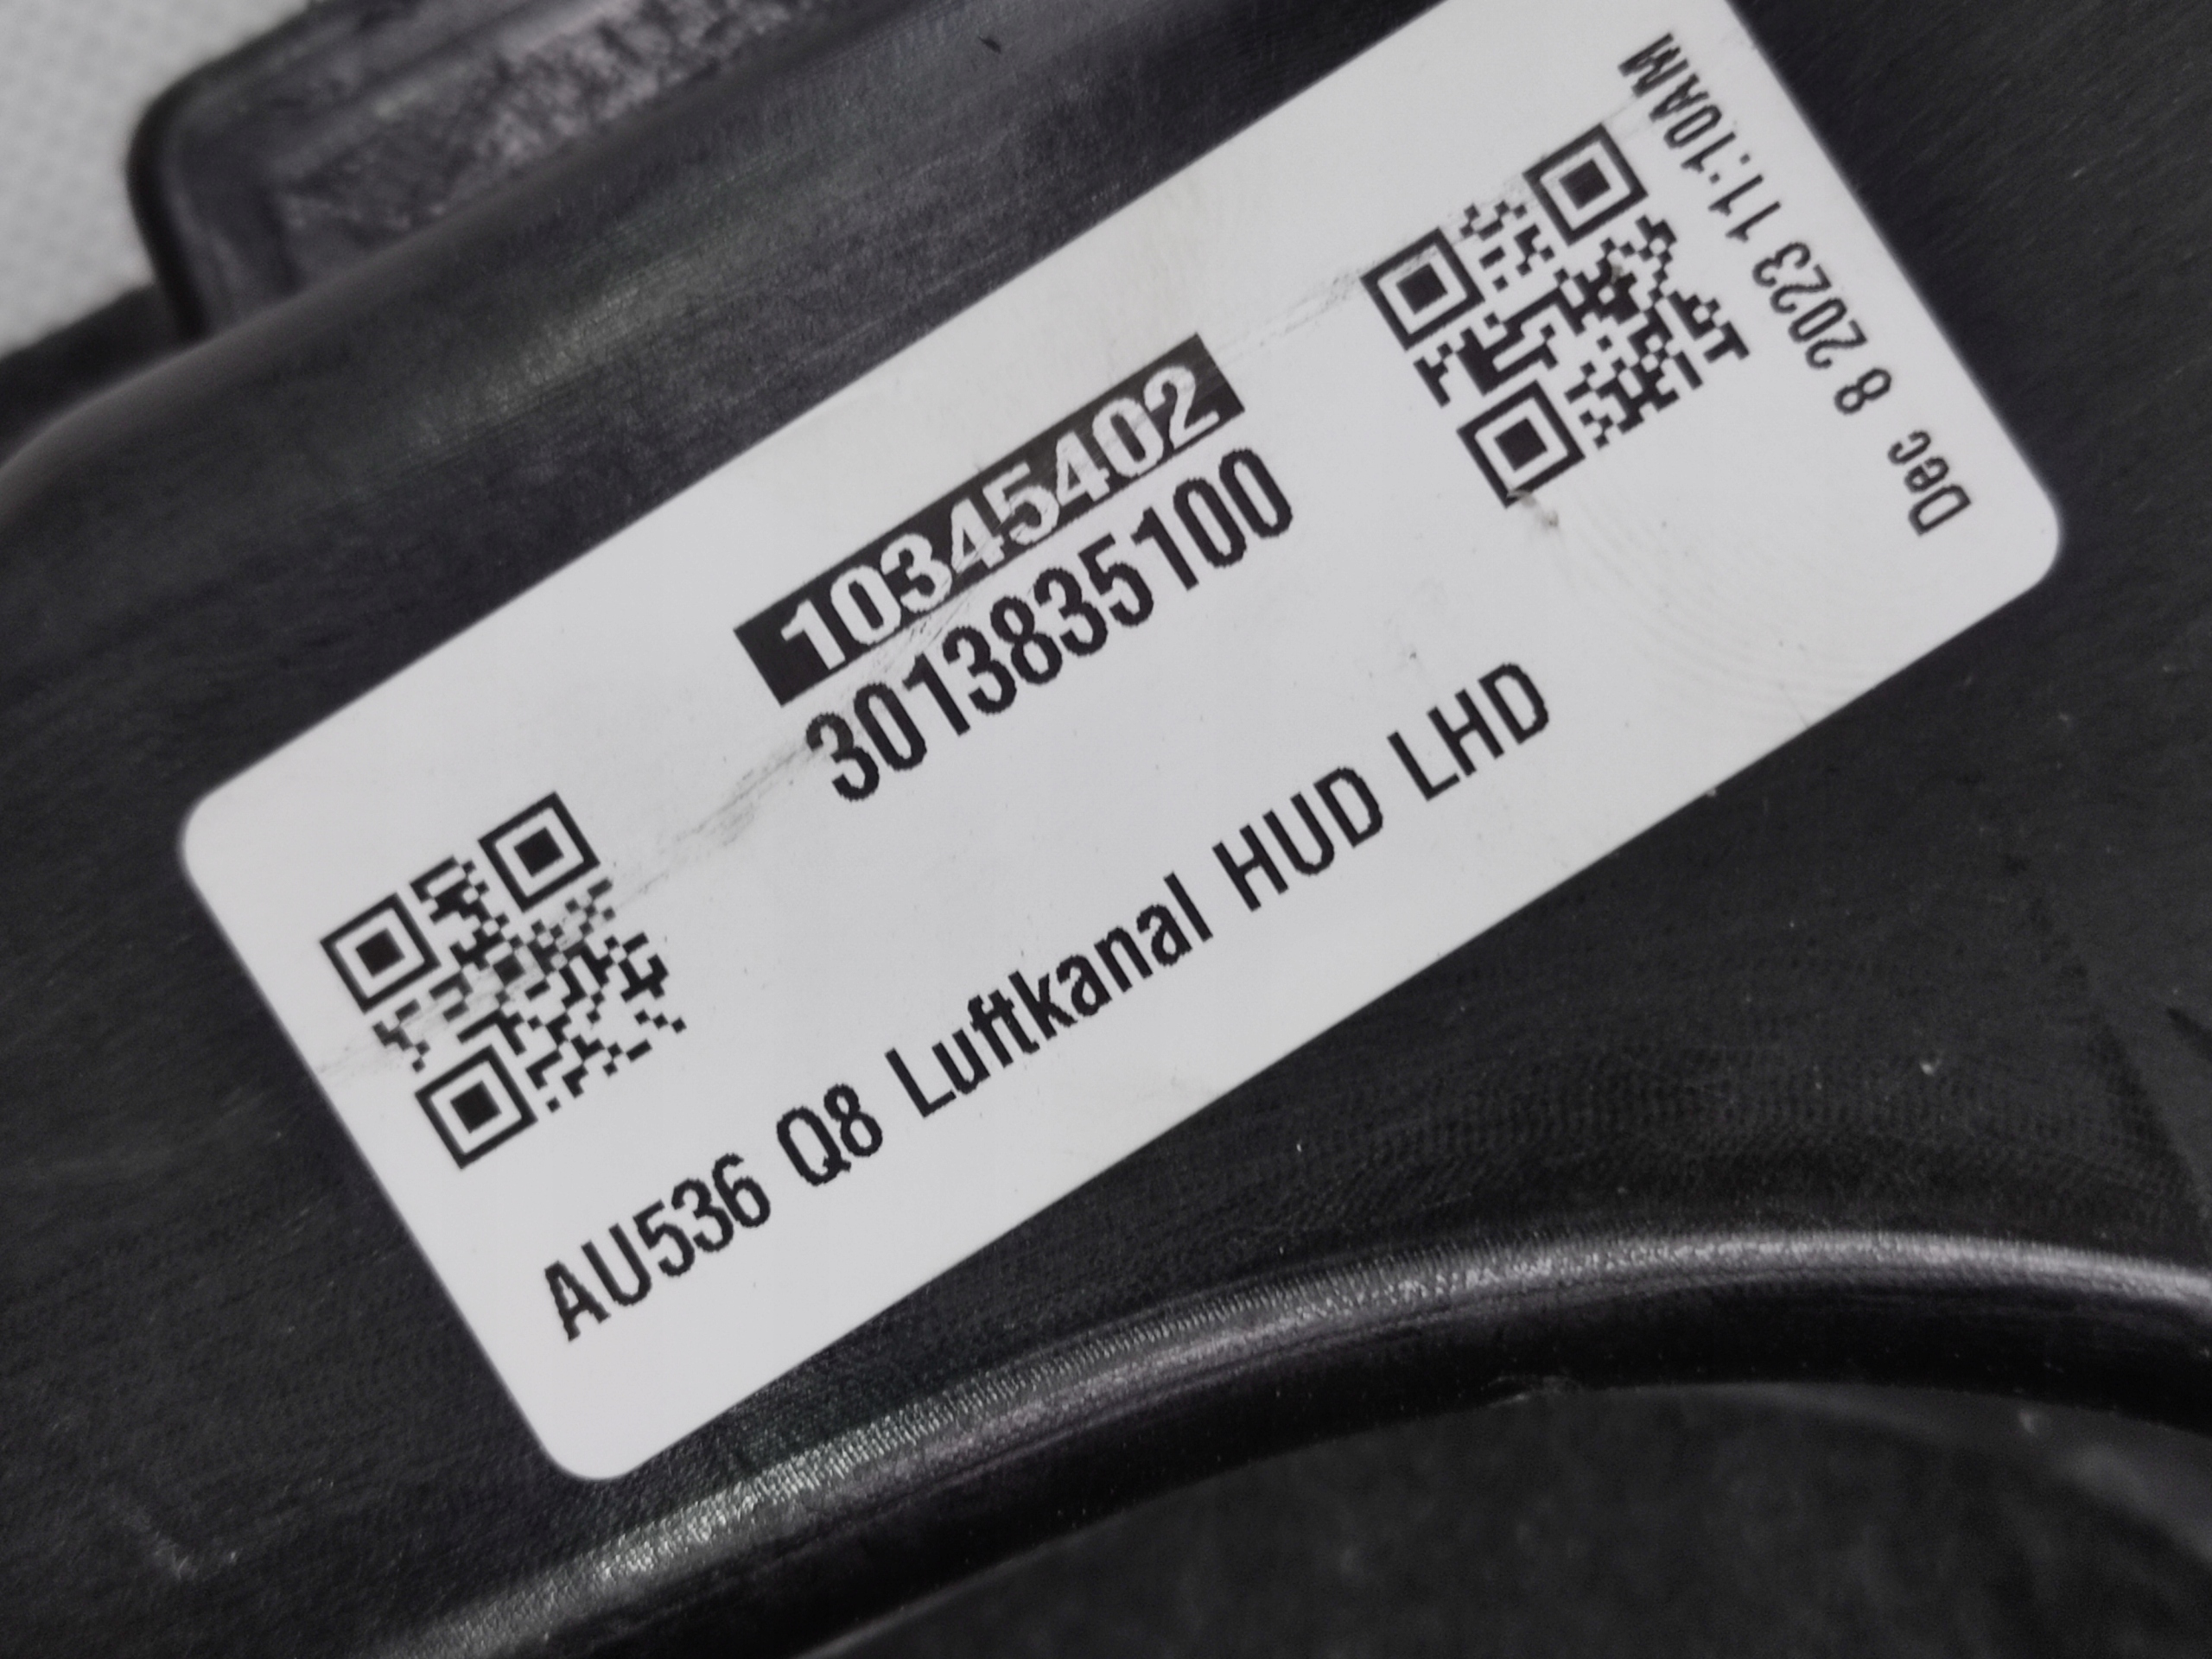 10345402
3013835100
AU536 Q8 Luftkanal HUD LHD
Dec 8 2023 11:10AM